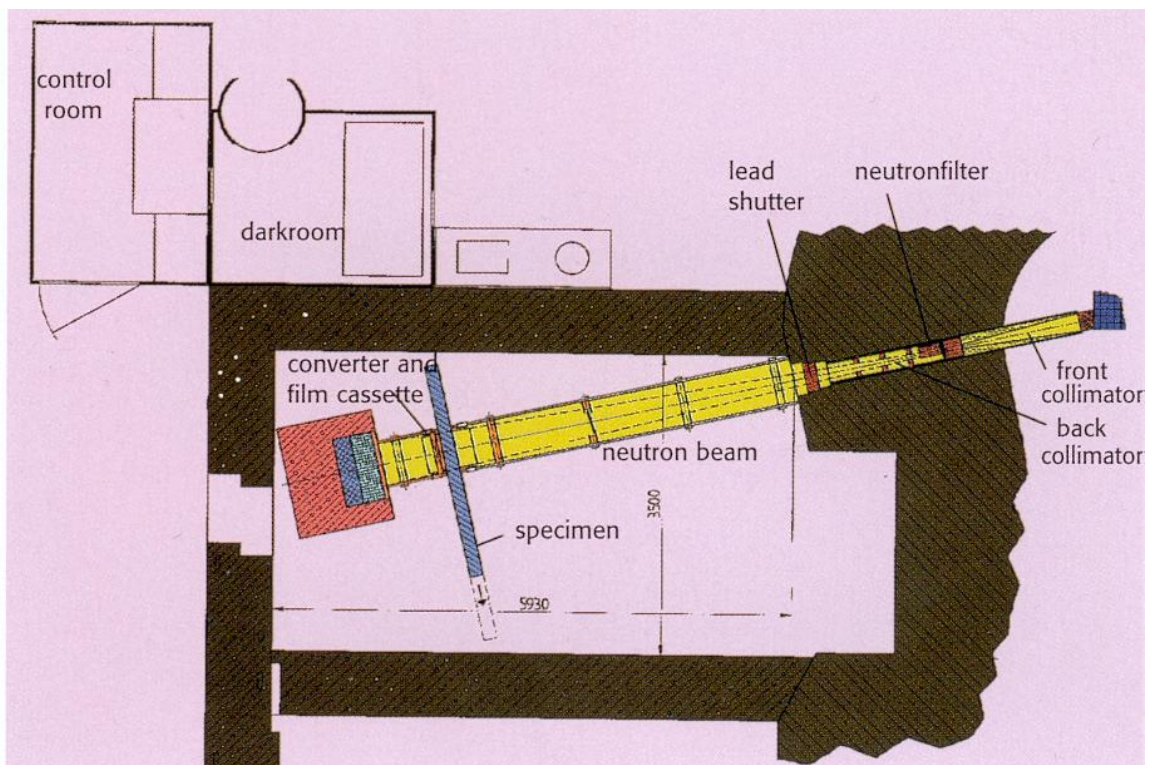 control
room
darkroom
lead
shutter
neutronfilter
converter and
film cassette
front
collimator
back
collimator
neutron beam
3500
specimen
5930